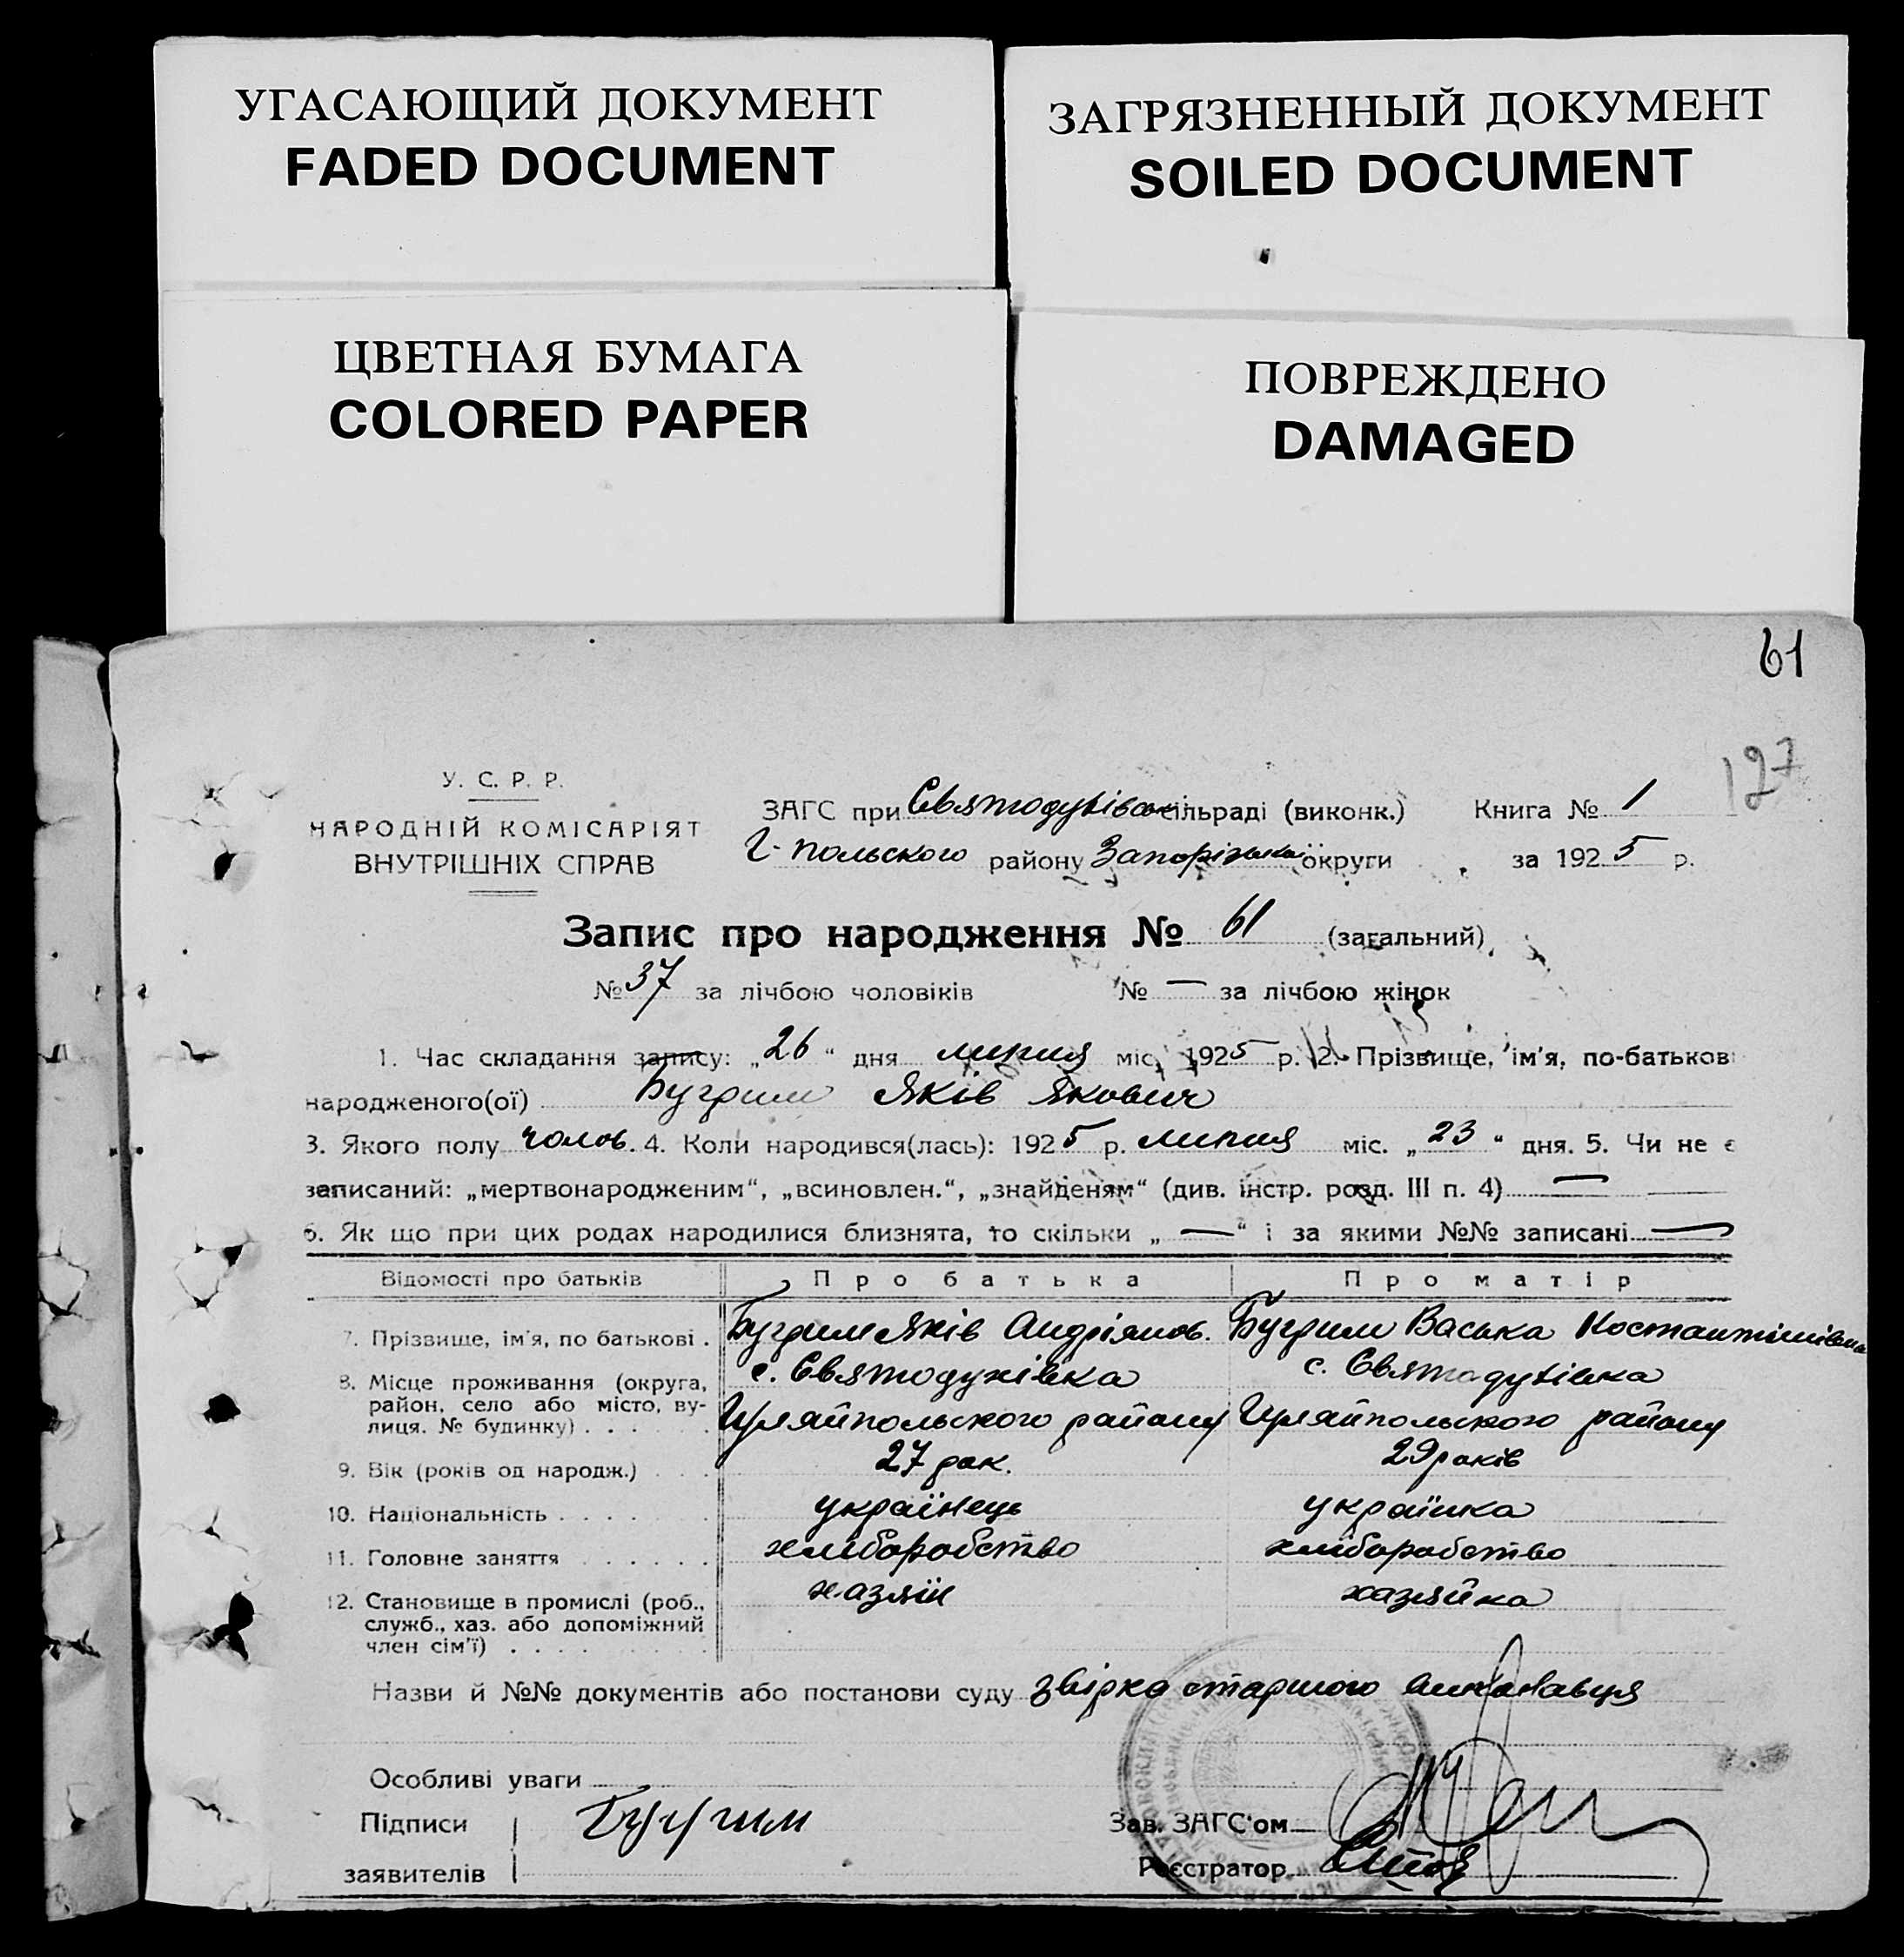 УГАСАЮЩИЙ ДОКУМЕНТ
FADED DOCUMENT
ЗАГРЯЗНЕННЫЙ ДОКУМЕНТ
SOILED DOCUMENT
ЦВЕТНАЯ БУМАГА
COLORED PAPER
ПОВРЕЖДЕНО
DAMAGED
61
127
У. С. Р. Р.
НАРОДНІЙ КОМІСАРІЯТ
ВНУТРІШНІХ СПРАВ
ЗАГС при Святодухівс. сільраді (виконк.) Книга № 1
Г-польского району Запорізької округи за 1925 р.
Запис про народження № 61 (загальний)
№ 37 за лічбою чоловіків № — за лічбою жінок
1. Час складання запису: „26“ дня липня міс. 1925 р. 2. Прізвище, ім'я, по-батькові
народженого(ої) Бугрим Яків Якович
3. Якого полу чолов. 4. Коли народився(лась): 1925 р. липня міс. „23“ дня. 5. Чи не є
записаний: „мертвонародженим“, „всиновлен.“, „знайденям“ (див. інстр. розд. III п. 4) —
6. Як що при цих родах народилися близнята, то скільки „—“ і за якими №№ записані —
Відомості про батьків Про батька Про матір
7. Прізвище, ім'я, по батькові . Бугрим Яків Андріянов. Бугрим Васька Костантинівна
8. Місце проживання (округа, район, село або місто, вулиця. № будинку) . . . . . .
с. Святодухівка с. Святодухівка
Гуляйпольского району Гуляйпольского району
9. Вік (років од народж.) . . . 27 рок. 29 років
10. Національність . . . . . . . українець українка
11. Головне заняття . . . . . . хліборобство хліборобство
12. Становище в промислі (роб., служб., хаз. або допоміжний член сім'ї) . . . . . . хазяїн хазяйка
Назви й №№ документів або постанови суду звірка старшого виконавця
Особливі уваги
Підписи Бугрим Зав. ЗАГС'ом
заявителів Реєстратор